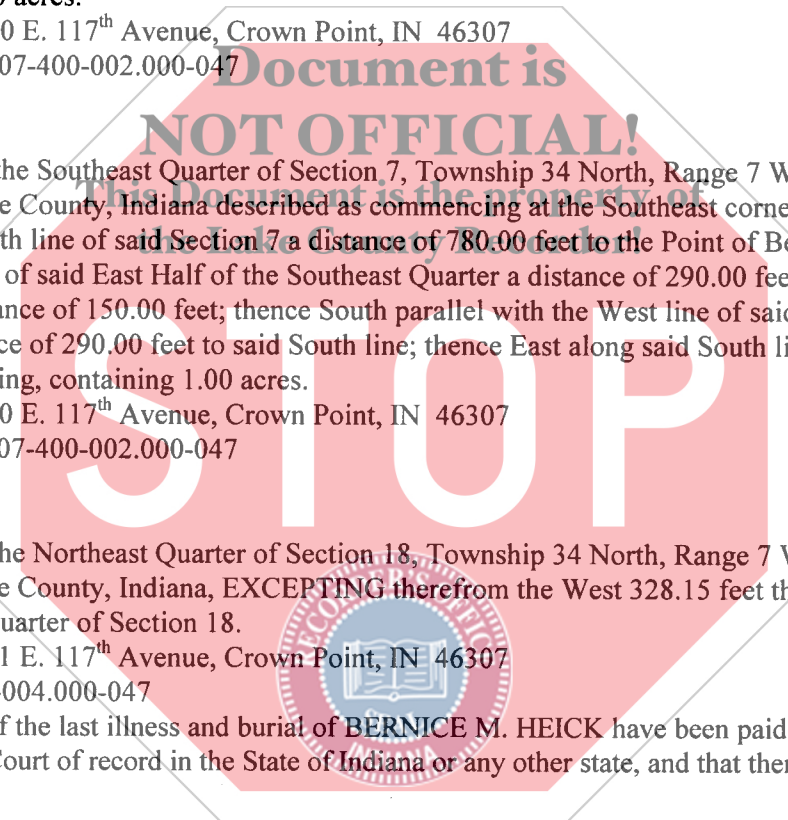 0 acres.
0 E. 117th Avenue, Crown Point, IN 46307
07-400-002.000-047
Document is
NOT OFFICIAL!
the Southeast Quarter of Section 7, Township 34 North, Range 7 W
This Document is the property of
e County, Indiana described as commencing at the Southeast corne
th line of said Section 7 a distance of 780.00 feet to the Point of Be
the Lake County Recorder!
of said East Half of the Southeast Quarter a distance of 290.00 fee
ance of 150.00 feet; thence South parallel with the West line of said
ce of 290.00 feet to said South line; thence East along said South li
ing, containing 1.00 acres.
0 E. 117th Avenue, Crown Point, IN 46307
07-400-002.000-047
STOP
he Northeast Quarter of Section 18, Township 34 North, Range 7 W
e County, Indiana, EXCEPTING therefrom the West 328.15 feet th
uarter of Section 18.
1 E. 117th Avenue, Crown Point, IN 46307
004.000-047
f the last illness and burial of BERNICE M. HEICK have been paid
Court of record in the State of Indiana or any other state, and that ther
RECORDER'S OFFIC
SEAL
INDIANA